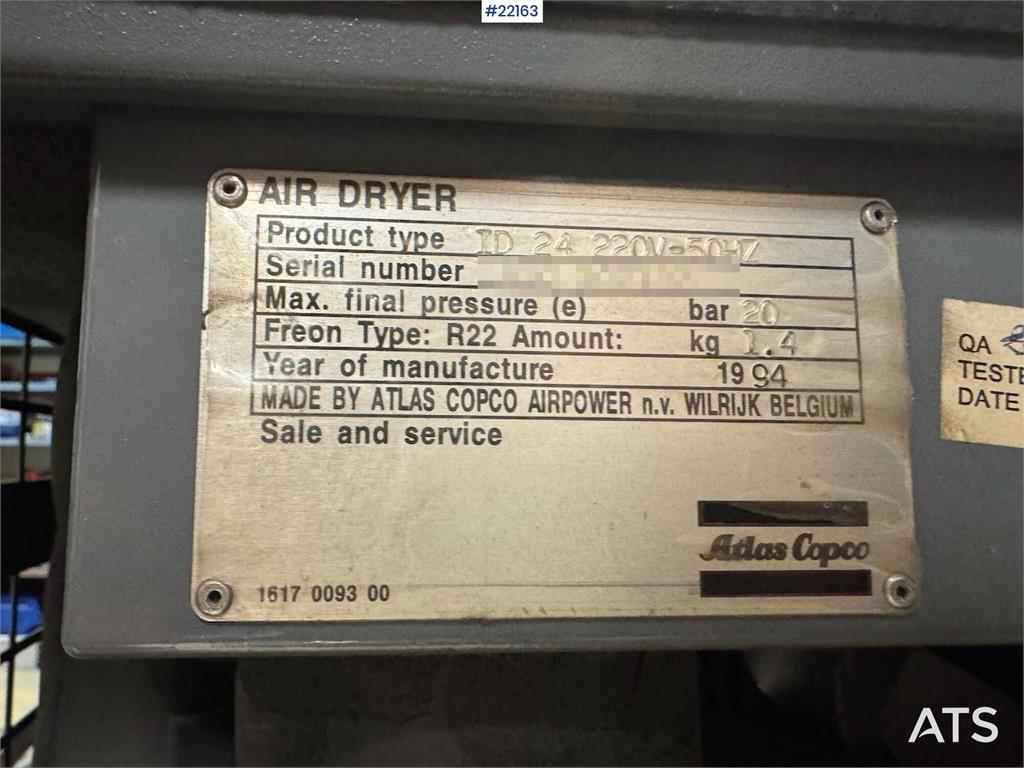 #22163
AIR DRYER
Product type ID 24 220V-50HZ
Serial number
Max. final pressure (e) bar 20
Freon Type: R22 Amount: kg 1.4
Year of manufacture 1994
MADE BY ATLAS COPCO AIRPOWER n.v. WILRIJK BELGIUM
Sale and service
Atlas Copco
1617 0093 00
QA
TESTE
DATE
ATS